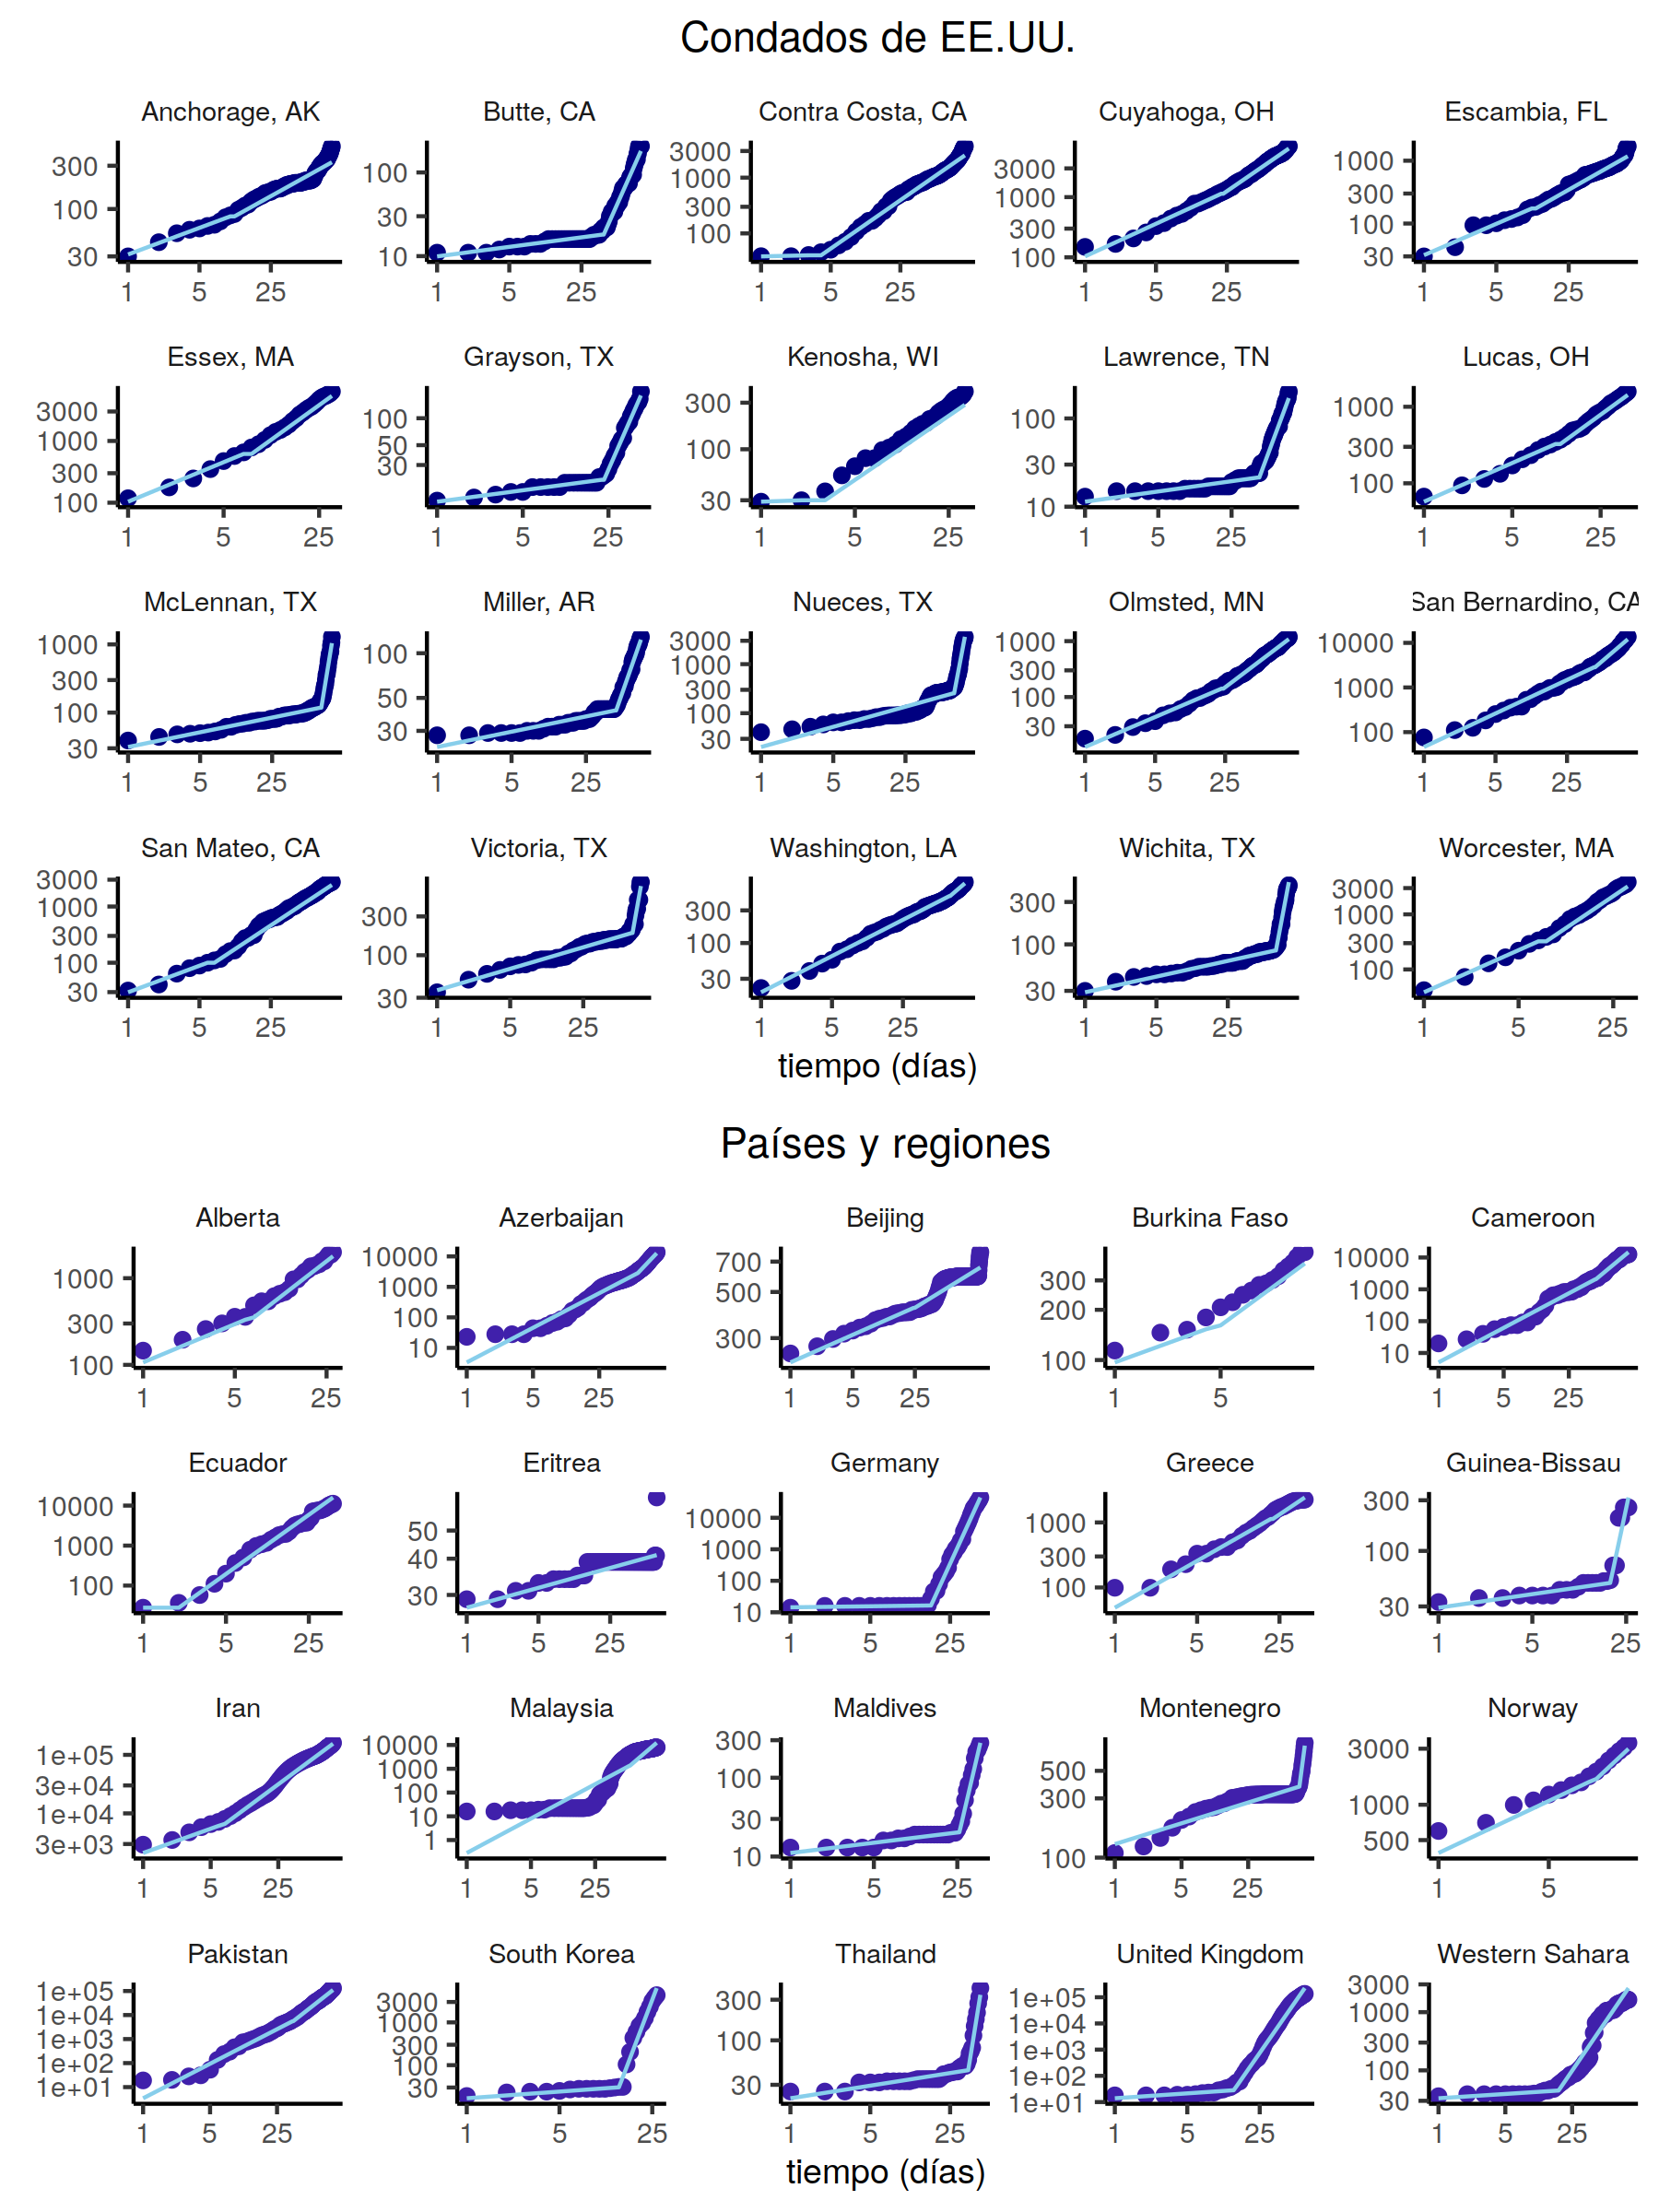 Condados de EE.UU.
Anchorage, AK Butte, CA Contra Costa, CA Cuyahoga, OH Escambia, FL
300 100 30 1 5 25
100 30 10 1 5 25
3000 1000 300 100 1 5 25
3000 1000 300 100 1 5 25
1000 300 100 30 1 5 25
Essex, MA Grayson, TX Kenosha, WI Lawrence, TN Lucas, OH
3000 1000 300 100 1 5 25
100 50 30 1 5 25
300 100 30 1 5 25
100 30 10 1 5 25
1000 300 100 1 5 25
McLennan, TX Miller, AR Nueces, TX Olmsted, MN San Bernardino, CA
1000 300 100 30 1 5 25
100 50 30 1 5 25
3000 1000 300 100 30 1 5 25
1000 300 100 30 1 5 25
10000 1000 100 1 5 25
San Mateo, CA Victoria, TX Washington, LA Wichita, TX Worcester, MA
3000 1000 300 100 30 1 5 25
300 100 30 1 5 25
300 100 30 1 5 25
300 100 30 1 5 25
3000 1000 300 100 1 5 25
tiempo (días)
Países y regiones
Alberta Azerbaijan Beijing Burkina Faso Cameroon
1000 300 100 1 5 25
10000 1000 100 10 1 5 25
700 500 300 1 5 25
300 200 100 1 5
10000 1000 100 10 1 5 25
Ecuador Eritrea Germany Greece Guinea-Bissau
10000 1000 100 1 5 25
50 40 30 1 5 25
10000 1000 100 10 1 5 25
1000 300 100 1 5 25
300 100 30 1 5 25
Iran Malaysia Maldives Montenegro Norway
1e+05 3e+04 1e+04 3e+03 1 5 25
10000 1000 100 10 1 1 5 25
300 100 30 10 1 5 25
500 300 100 1 5 25
3000 1000 500 1 5
Pakistan South Korea Thailand United Kingdom Western Sahara
1e+05 1e+04 1e+03 1e+02 1e+01 1 5 25
3000 1000 300 100 30 1 5 25
300 100 30 1 5 25
1e+05 1e+04 1e+03 1e+02 1e+01 1 5 25
3000 1000 300 100 30 1 5 25
tiempo (días)